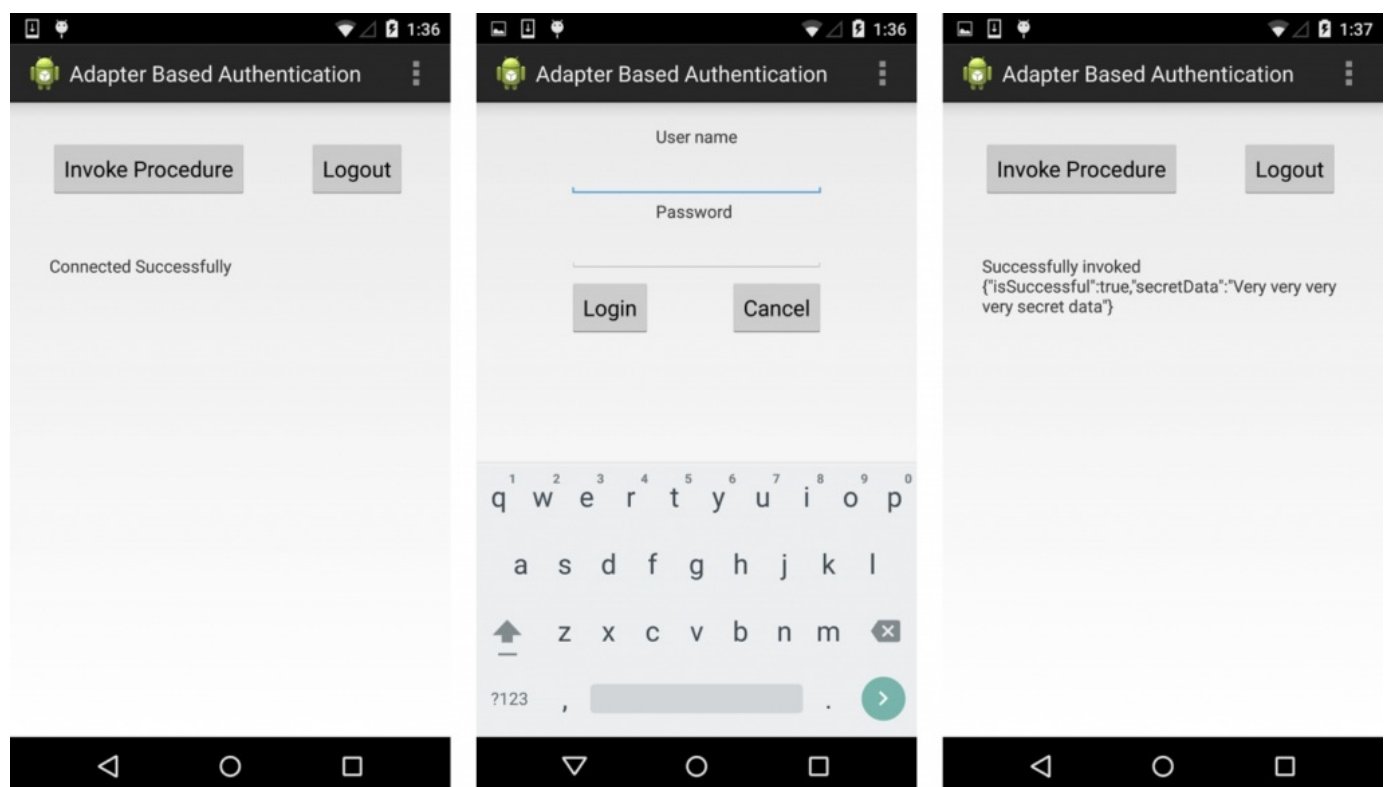 1:36
Adapter Based Authentication
Invoke Procedure
Logout
Connected Successfully
1:36
Adapter Based Authentication
User name
Password
Login
Cancel
1 2 3 4 5 6 7 8 9 0
q w e r t y u i o p
a s d f g h j k l
z x c v b n m
?123 , .
1:37
Adapter Based Authentication
Invoke Procedure
Logout
Successfully invoked
{"isSuccessful":true,"secretData":"Very very very
very secret data"}